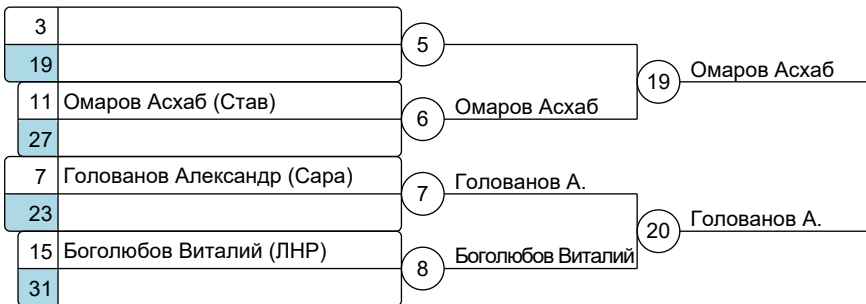 3
19
5
11 Омаров Асхаб (Став)
27
6 Омаров Асхаб
19 Омаров Асхаб
7 Голованов Александр (Сара)
23
7 Голованов А.
15 Боголюбов Виталий (ЛНР)
31
8 Боголюбов Виталий
20 Голованов А.